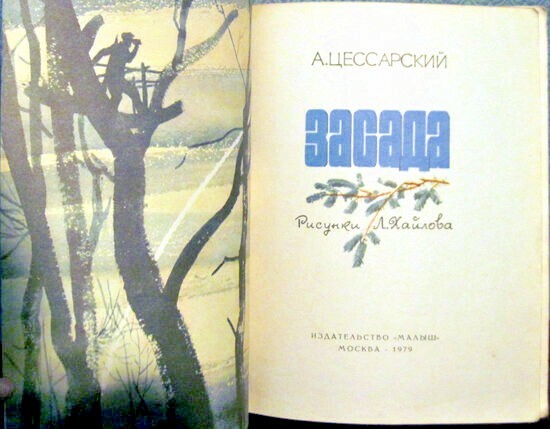 А. ЦЕССАРСКИЙ
ЗАСАДА
Рисунки Л. Хайлова
ИЗДАТЕЛЬСТВО «МАЛЫШ»
МОСКВА - 1979